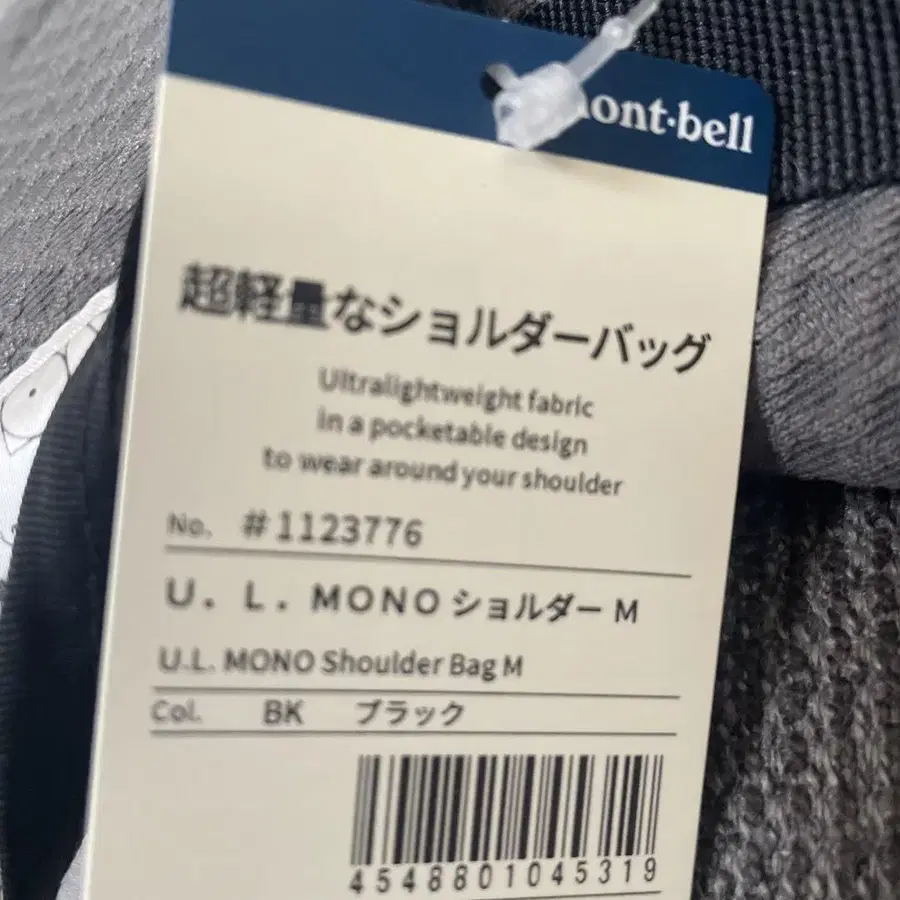 mont·bell
超軽量なショルダーバッグ
Ultralightweight fabric
in a pocketable design
to wear around your shoulder
No. #1123776
U．L．MONO ショルダー M
U.L. MONO Shoulder Bag M
Col. BK ブラック
4548801045319